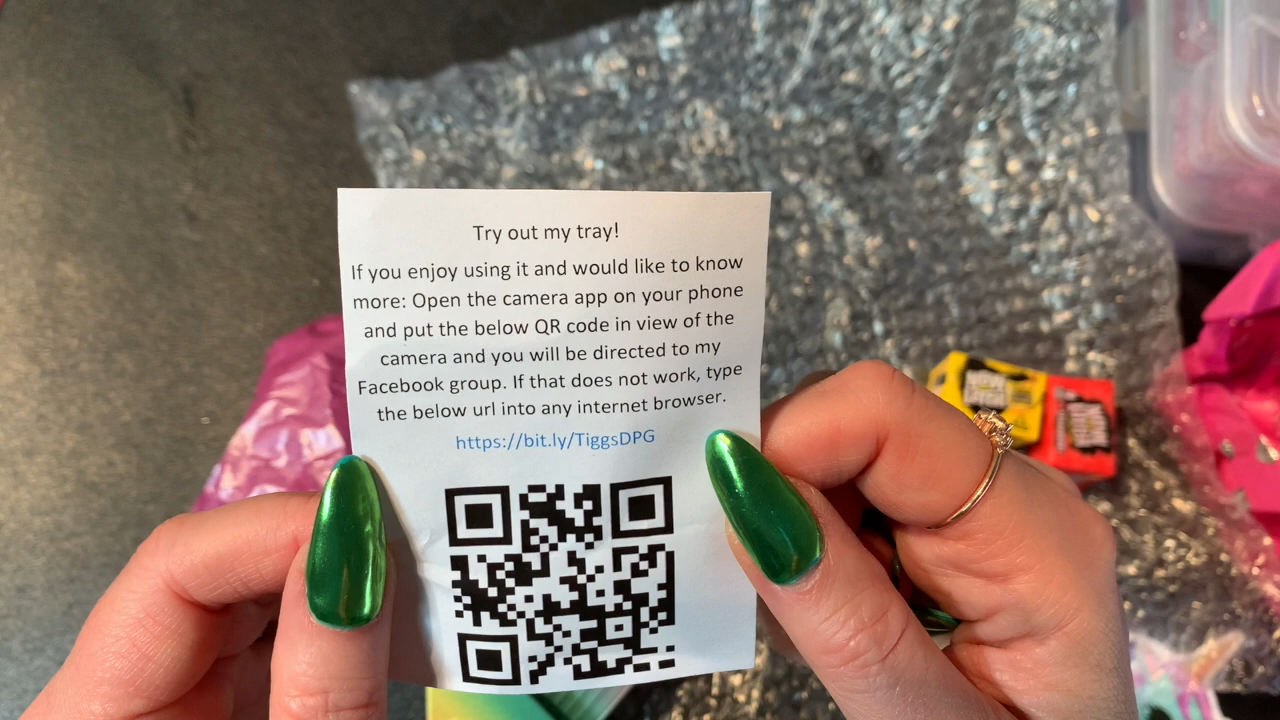 Try out my tray!
If you enjoy using it and would like to know
more: Open the camera app on your phone
and put the below QR code in view of the
camera and you will be directed to my
Facebook group. If that does not work, type
the below url into any internet browser.
https://bit.ly/TiggsDPG